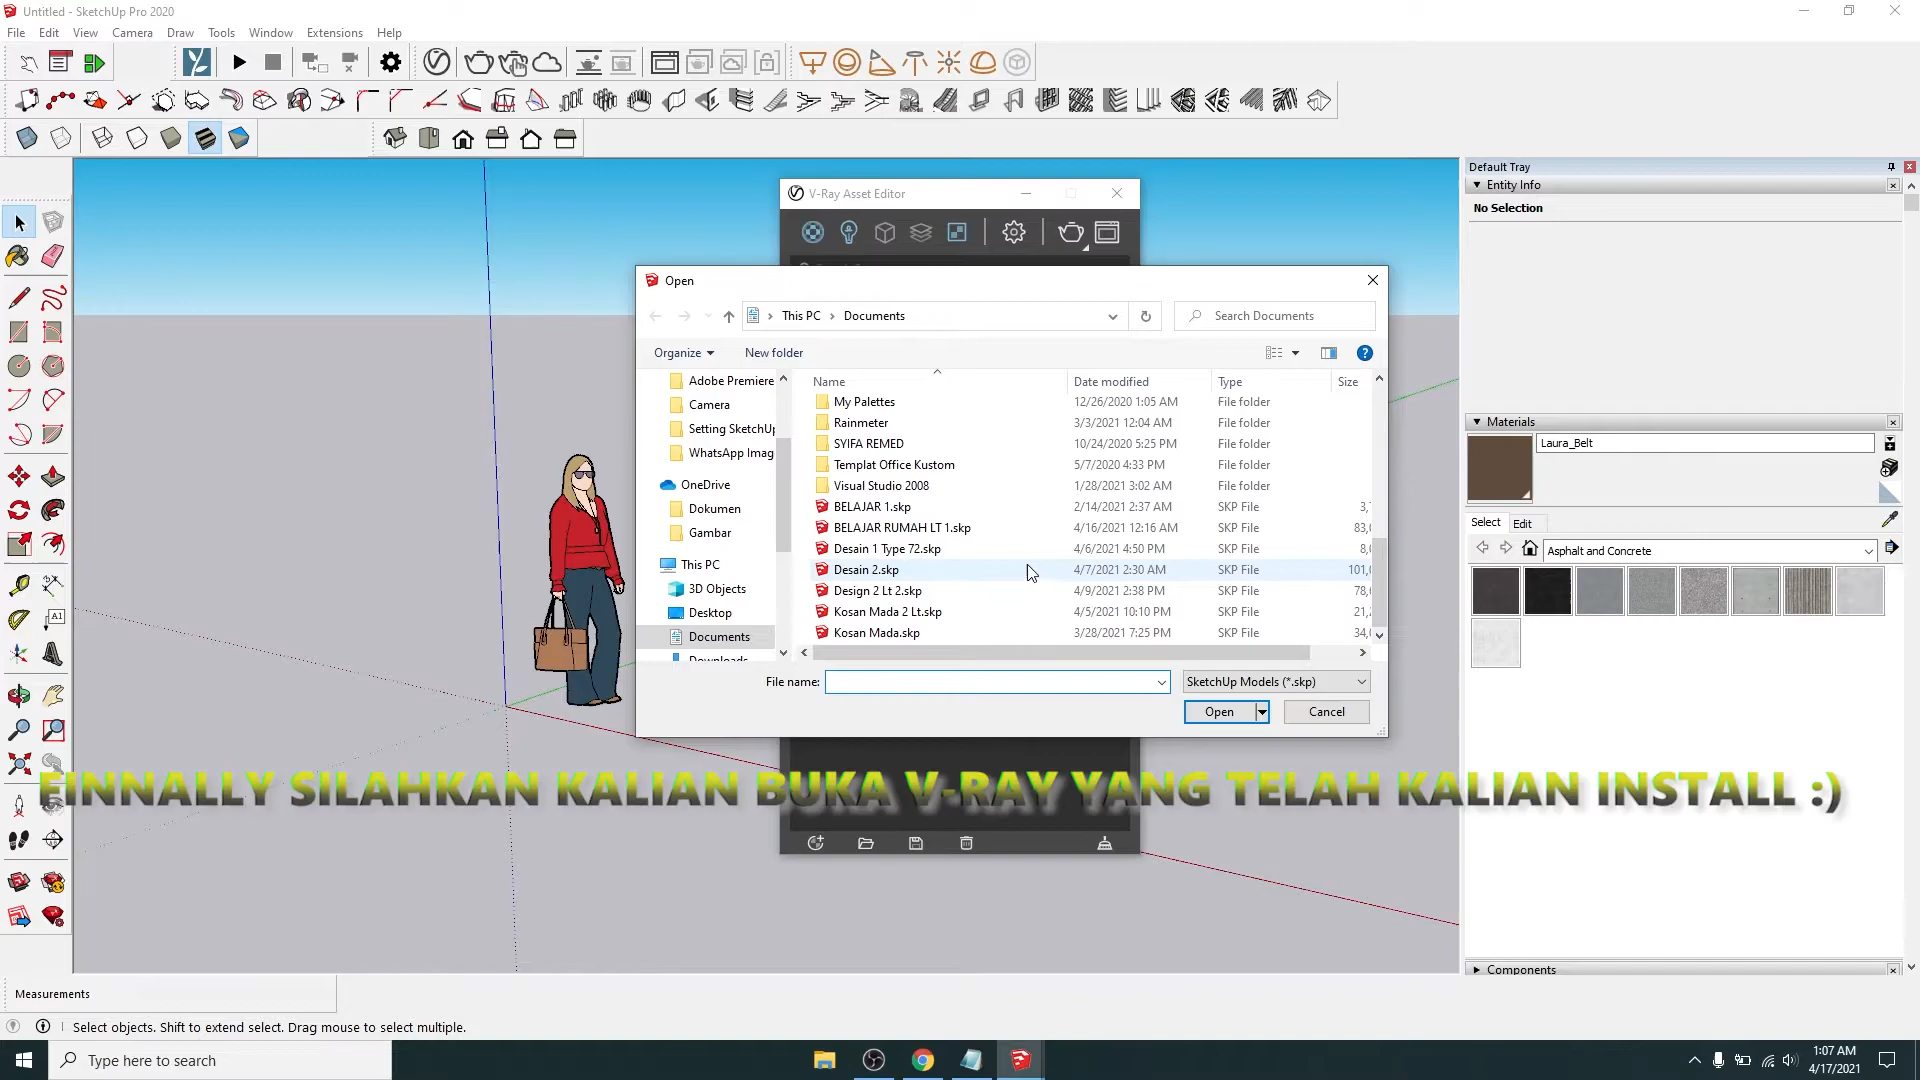 Untitled - SketchUp Pro 2020
File Edit View Camera Draw Tools Window Extensions Help
Default Tray
Entity Info
No Selection
V-Ray Asset Editor
Open
This PC Documents
Search Documents
Organize New folder
Name Date modified Type Size
Adobe Premiere
Camera
Setting SketchUp
WhatsApp Imag
OneDrive
Dokumen
Gambar
This PC
3D Objects
Desktop
Documents
Downloads
My Palettes 12/26/2020 1:05 AM File folder
Rainmeter 3/3/2021 12:04 AM File folder
SYIFA REMED 10/24/2020 5:25 PM File folder
Templat Office Kustom 5/7/2020 4:33 PM File folder
Visual Studio 2008 1/28/2021 3:02 AM File folder
BELAJAR 1.skp 2/14/2021 2:37 AM SKP File 3,
BELAJAR RUMAH LT 1.skp 4/16/2021 12:16 AM SKP File 83,
Desain 1 Type 72.skp 4/6/2021 4:50 PM SKP File 8,
Desain 2.skp 4/7/2021 2:30 AM SKP File 101,
Design 2 Lt 2.skp 4/9/2021 2:38 PM SKP File 78,
Kosan Mada 2 Lt.skp 4/5/2021 10:10 PM SKP File 21,
Kosan Mada.skp 3/28/2021 7:25 PM SKP File 34,
File name: SketchUp Models (*.skp)
Open Cancel
Materials
Laura_Belt
Select Edit
Asphalt and Concrete
Components
FINNALLY SILAHKAN KALIAN BUKA V-RAY YANG TELAH KALIAN INSTALL :)
A1
Measurements
Select objects. Shift to extend select. Drag mouse to select multiple.
Type here to search
1:07 AM
4/17/2021